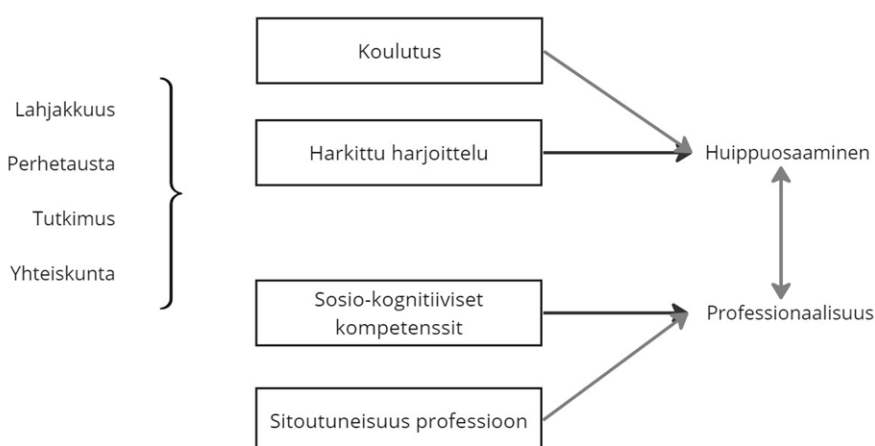 Lahjakkuus
Perhetausta
Tutkimus
Yhteiskunta
Koulutus
Harkittu harjoittelu
Sosio-kognitiiviset
kompetenssit
Sitoutuneisuus professioon
Huippuosaaminen
Professionaalisuus